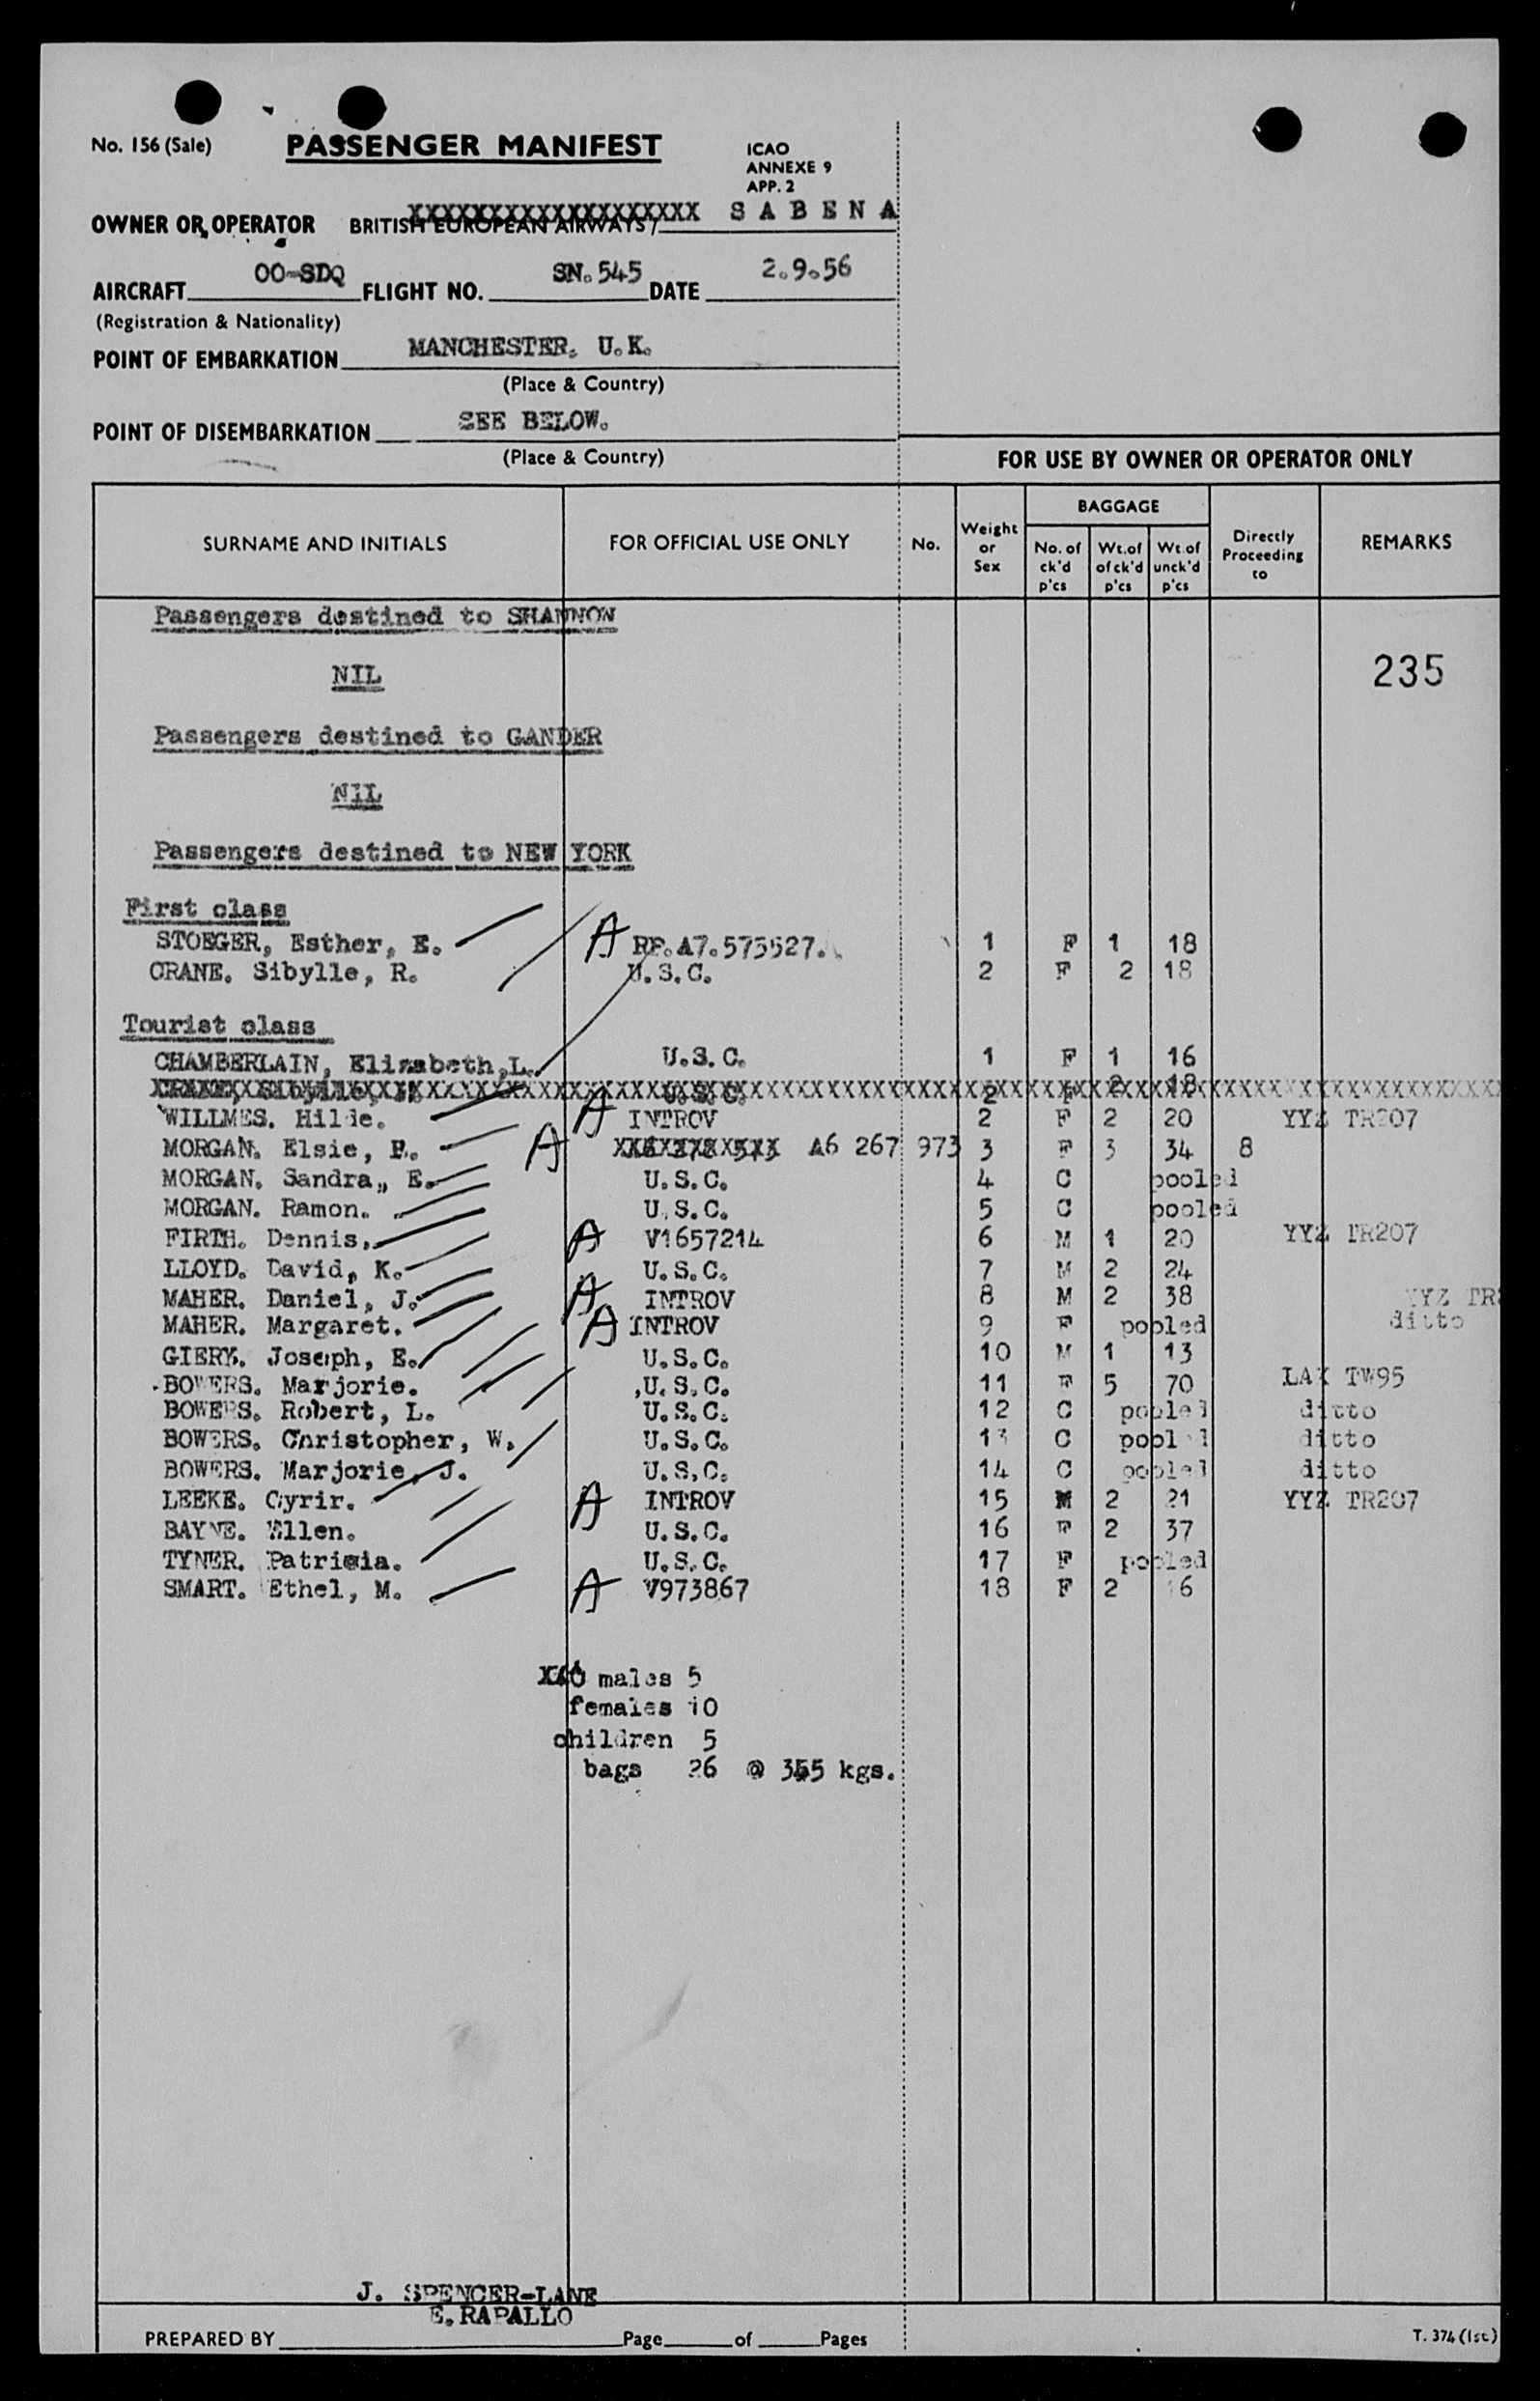 No. 156 (Sale) PASSENGER MANIFEST ICAO
ANNEXE 9
APP. 2
OWNER OR OPERATOR BRITISH EUROPEAN AIRWAYS / XXXXXXXXXXXXXXXXXXX S A B E N A
OO-SDQ SN. 545 2.9.56
AIRCRAFT FLIGHT NO. DATE
(Registration & Nationality)
MANCHESTER. U.K.
POINT OF EMBARKATION
(Place & Country)
SEE BELOW.
POINT OF DISEMBARKATION
(Place & Country) FOR USE BY OWNER OR OPERATOR ONLY
SURNAME AND INITIALS FOR OFFICIAL USE ONLY No. Weight or Sex BAGGAGE No. of ck'd p'cs Wt.of of ck'd p'cs Wt.of unck'd p'cs Directly Proceeding to REMARKS
Passengers destined to SHANNON
NIL 235
Passengers destined to GANDER
NIL
Passengers destined to NEW YORK
First class
STOEGER, Esther, E. A RP. A7.575527. 1 F 1 18
CRANE. Sibylle, R. U.S.C. 2 F 2 18
Tourist class
CHAMBERLAIN, Elizabeth,L. U.S.C. 1 F 1 16
CRANE, Sibylle, R. U.S.C. 2 F 2 18
WILLMES. Hilde. A INTROV 2 F 2 20 YYZ TR207
MORGAN. Elsie, A A6 267 973 3 F 3 34 8
MORGAN. Sandra,, E. U.S.C. 4 C pooled
MORGAN. Ramon. U.S.C. 5 C pooled
FIRTH. Dennis, A V1657214 6 M 1 20 YYZ TR207
LLOYD. David, K. U.S.C. 7 M 2 24
MAHER. Daniel, J. A INTROV 8 M 2 38 YYZ TR
MAHER. Margaret. A INTROV 9 F pooled ditto
GIERY. Joseph, E. U.S.C. 10 M 1 13
BOWERS. Marjorie. U.S.C. 11 F 5 70 LAX TW95
BOWERS. Robert, L. U.S.C. 12 C pooled ditto
BOWERS. Christopher, W. U.S.C. 13 C pooled ditto
BOWERS. Marjorie, J. U.S.C. 14 C pooled ditto
LEEKE. Cyrir. A INTROV 15 M 2 21 YYZ TR207
BAYNE. Ellen. U.S.C. 16 F 2 37
TYNER. Patricia. U.S.C. 17 F pooled
SMART. Ethel, M. A V973867 18 F 2 16
males 5
females 10
children 5
bags 26 @ 355 kgs.
J. SPENCER-LANE
E. RAPALLO
PREPARED BY Page of Pages T. 374 (1st.)